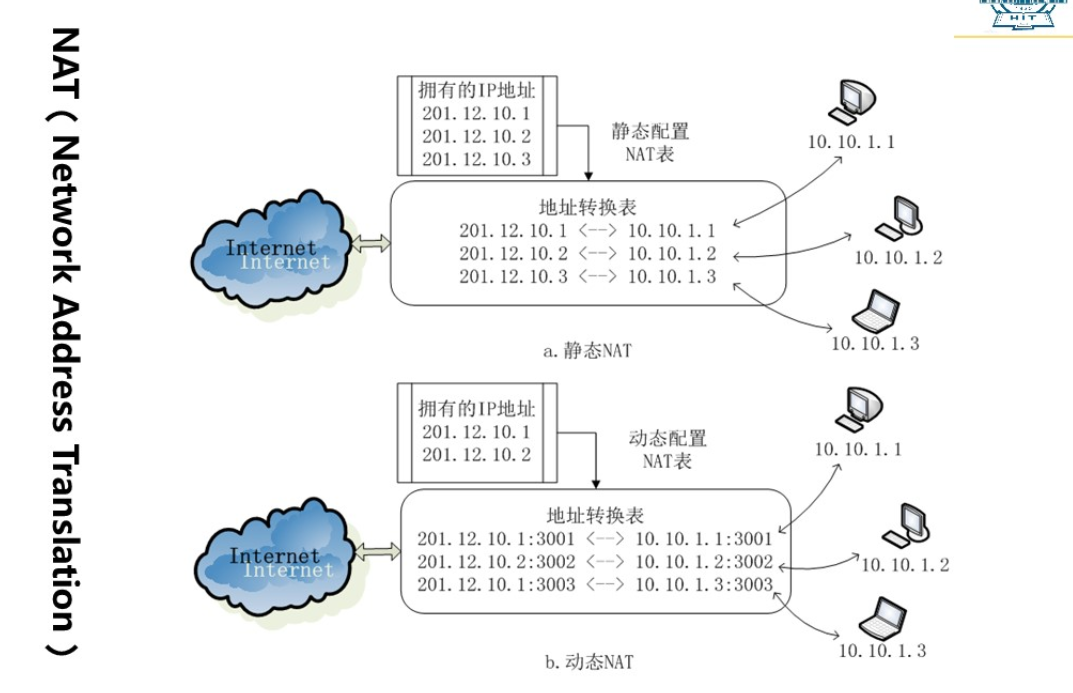 NAT ( Network Address Translation )
HIT
拥有的IP地址
201.12.10.1
201.12.10.2
201.12.10.3
静态配置
NAT表
地址转换表
201.12.10.1 <--> 10.10.1.1
201.12.10.2 <--> 10.10.1.2
201.12.10.3 <--> 10.10.1.3
Internet
Internet
10.10.1.1
10.10.1.2
10.10.1.3
a.静态NAT
拥有的IP地址
201.12.10.1
201.12.10.2
动态配置
NAT表
地址转换表
201.12.10.1:3001 <--> 10.10.1.1:3001
201.12.10.2:3002 <--> 10.10.1.2:3002
201.12.10.1:3003 <--> 10.10.1.3:3003
Internet
Internet
10.10.1.1
10.10.1.2
10.10.1.3
b.动态NAT